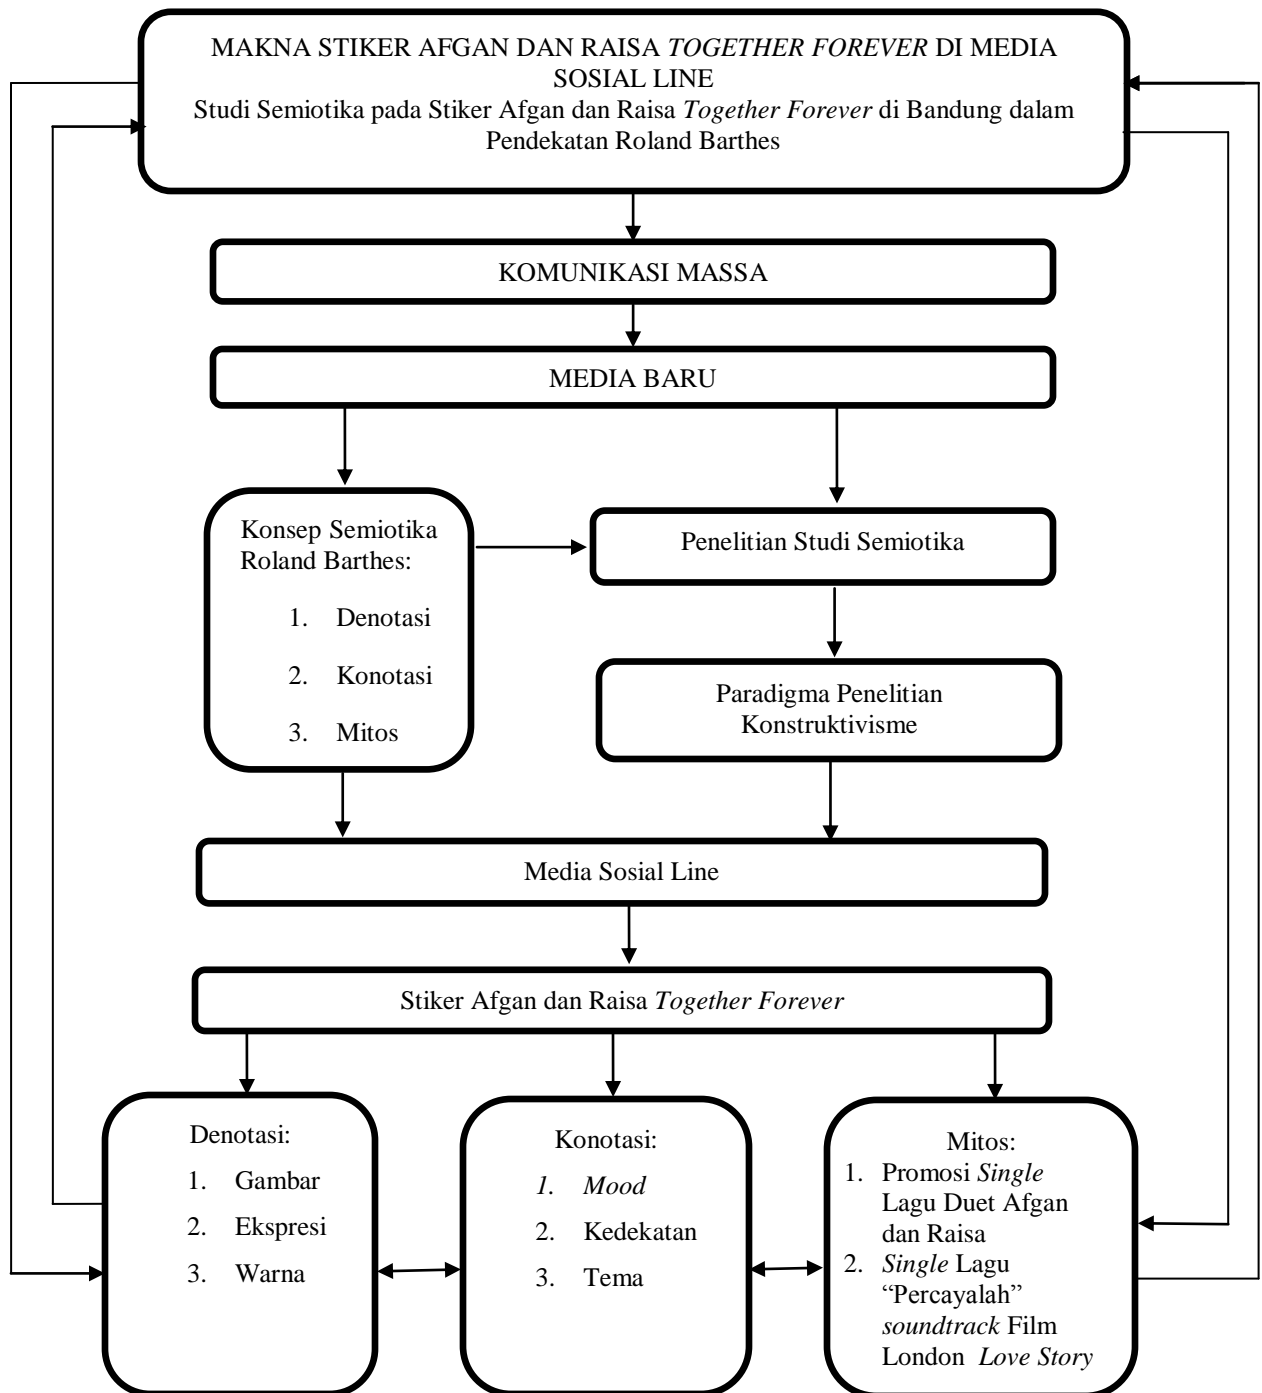 MAKNA STIKER AFGAN DAN RAISA TOGETHER FOREVER DI MEDIA
SOSIAL LINE
Studi Semiotika pada Stiker Afgan dan Raisa Together Forever di Bandung dalam
Pendekatan Roland Barthes
KOMUNIKASI MASSA
MEDIA BARU
Konsep Semiotika
Roland Barthes:
1. Denotasi
2. Konotasi
3. Mitos
Penelitian Studi Semiotika
Paradigma Penelitian
Konstruktivisme
Media Sosial Line
Stiker Afgan dan Raisa Together Forever
Denotasi:
1. Gambar
2. Ekspresi
3. Warna
Konotasi:
1. Mood
2. Kedekatan
3. Tema
Mitos:
1. Promosi Single
Lagu Duet Afgan
dan Raisa
2. Single Lagu
“Percayalah”
soundtrack Film
London Love Story